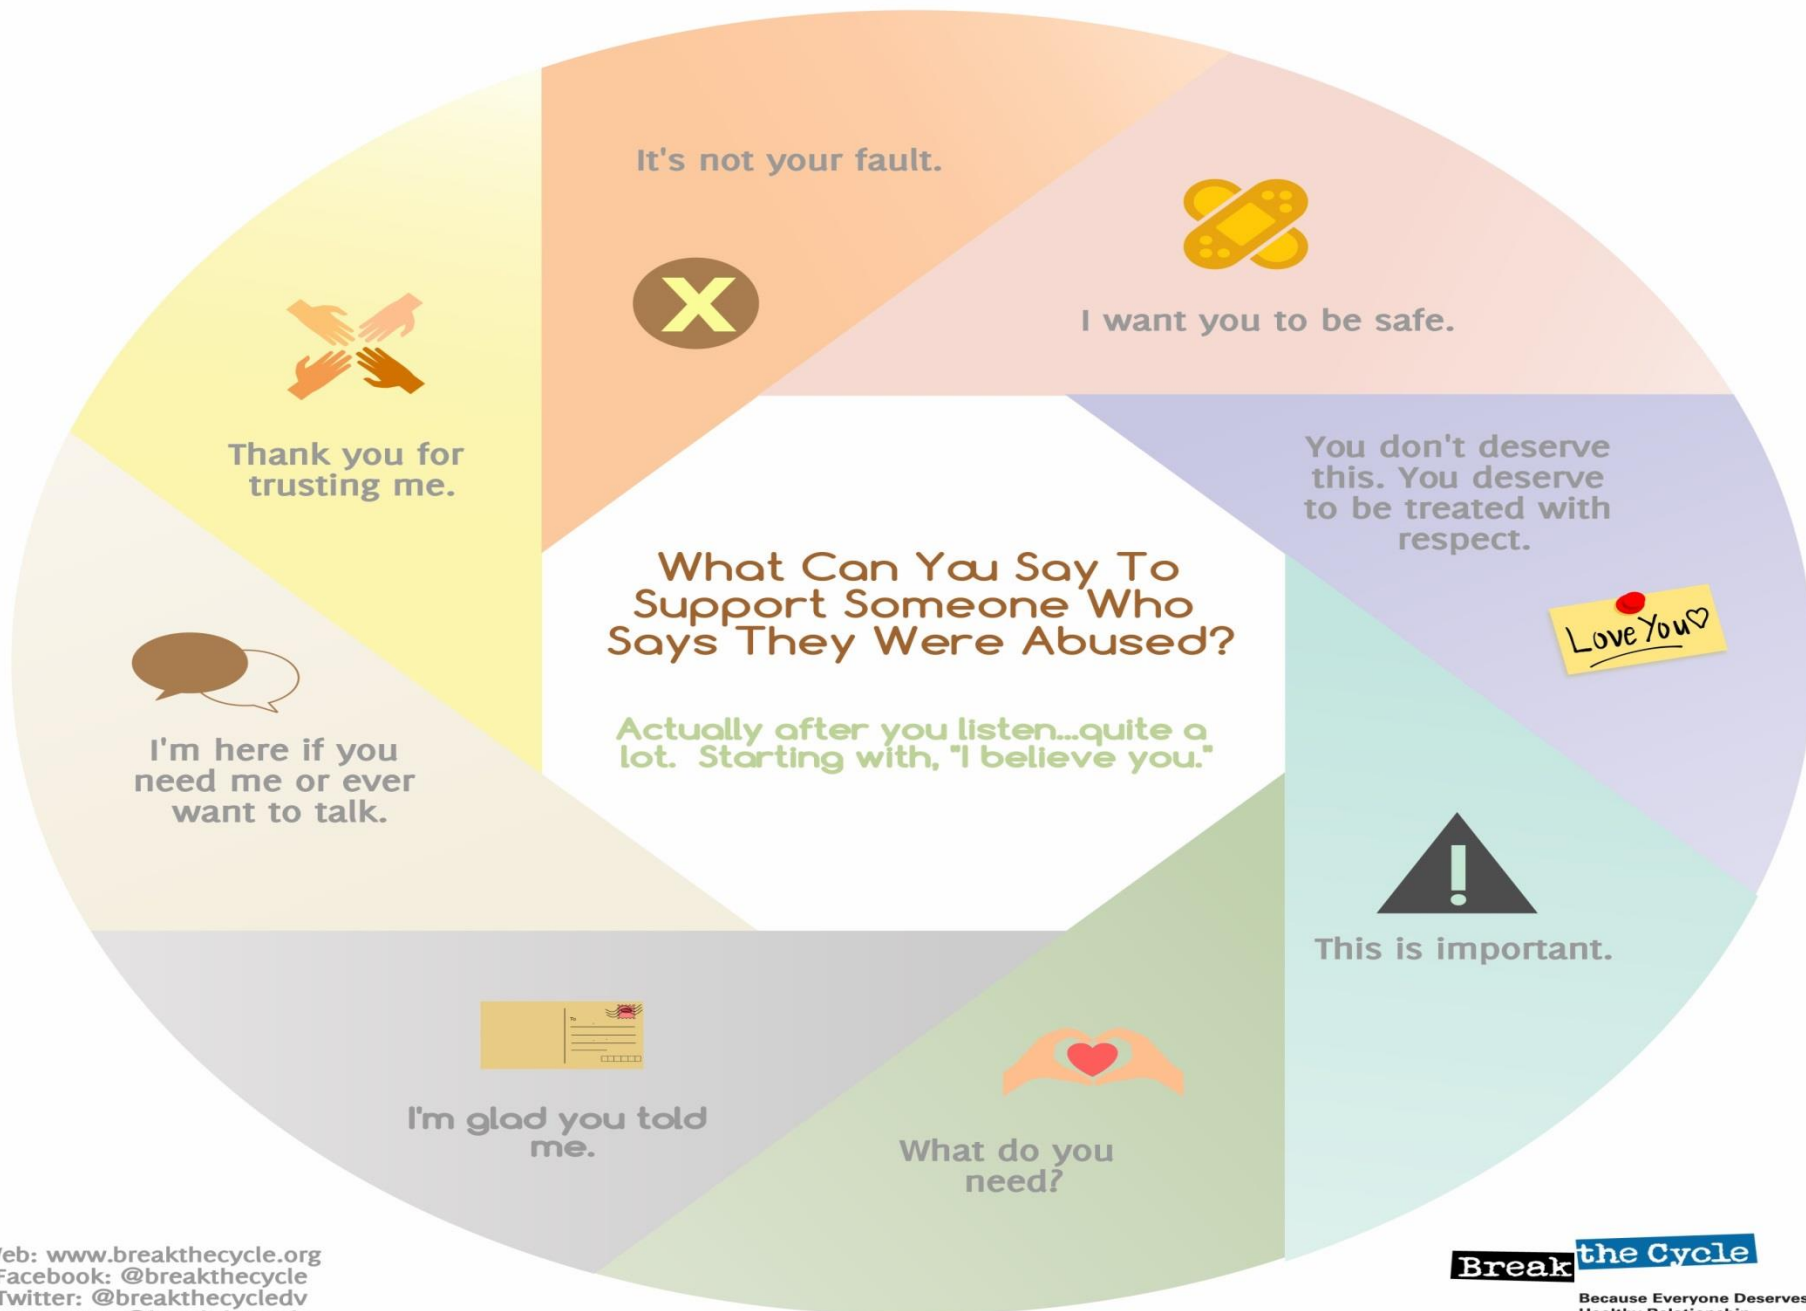 It's not your fault.
I want you to be safe.
You don't deserve
this. You deserve
to be treated with
respect.
Love You♡
This is important.
What do you
need?
I'm glad you told
me.
To
I'm here if you
need me or ever
want to talk.
Thank you for
trusting me.
What Can You Say To
Support Someone Who
Says They Were Abused?
Actually after you listen...quite a
lot. Starting with, "I believe you."
www.breakthecycle.org
Facebook: @breakthecycle
Twitter: @breakthecycledv
Break the Cycle
Because Everyone Deserves